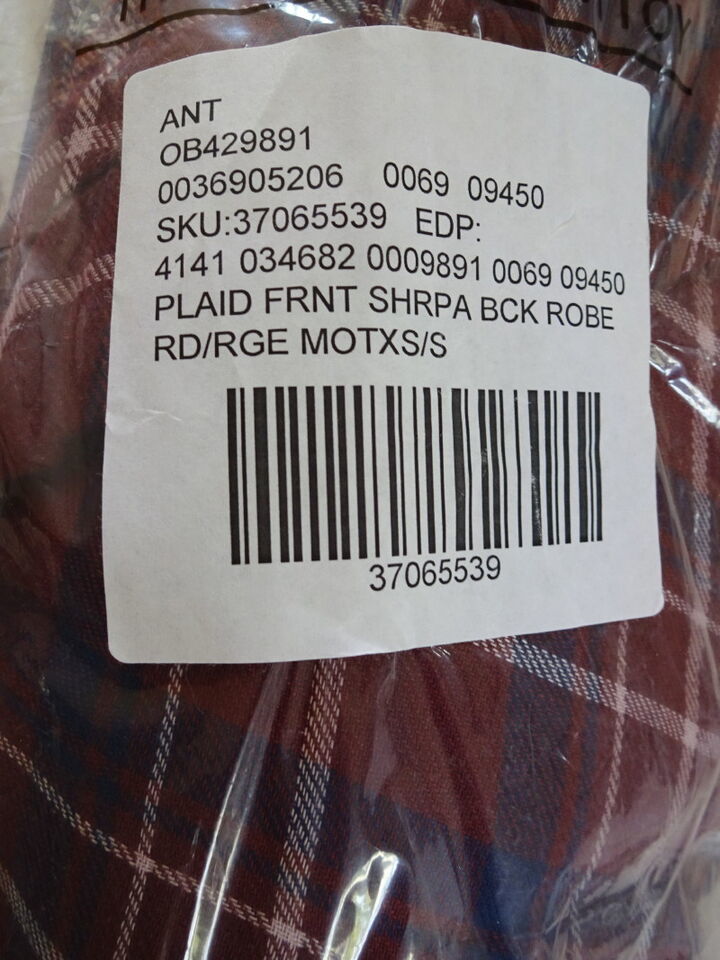 ANT
OB429891
0036905206 0069 09450
SKU:37065539 EDP:
4141 034682 0009891 0069 09450
PLAID FRNT SHRPA BCK ROBE
RD/RGE MOTXS/S
37065539